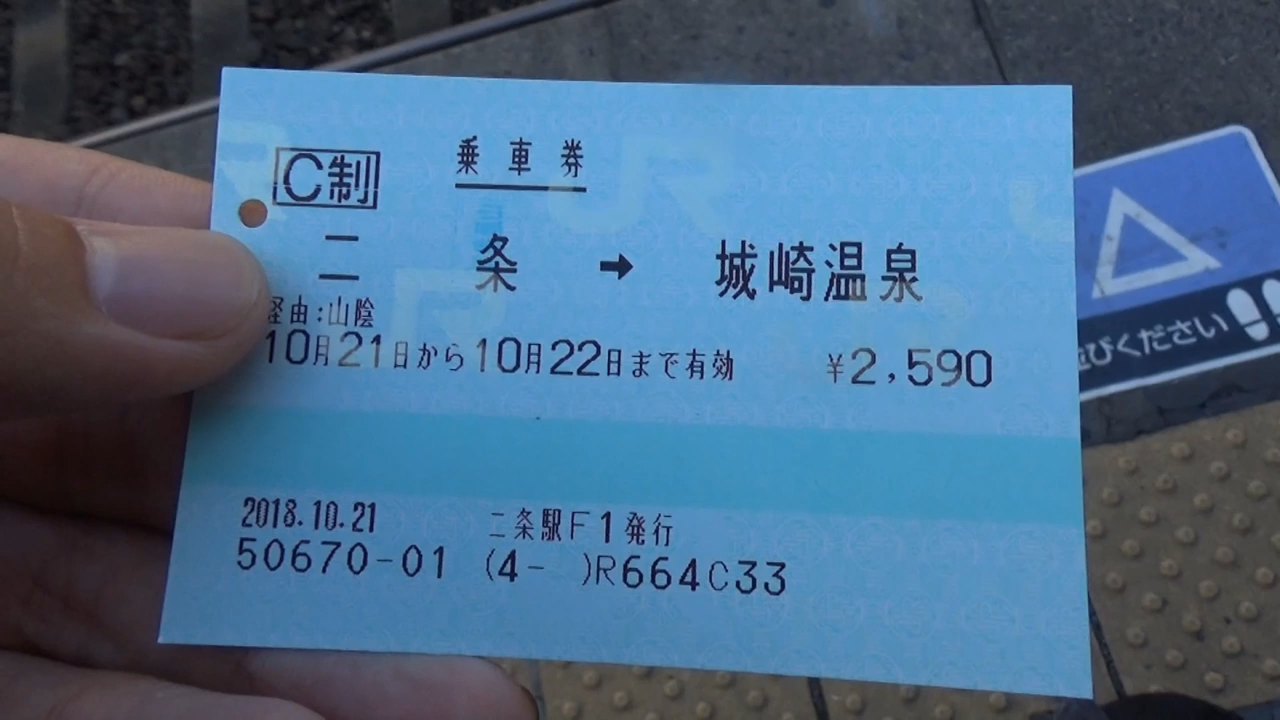 C制 乗車券
二条 → 城崎温泉
経由:山陰
10月21日から10月22日まで有効 ¥2,590
2018.10.21 二条駅F1発行
50670-01 (4- )R664C33
びください